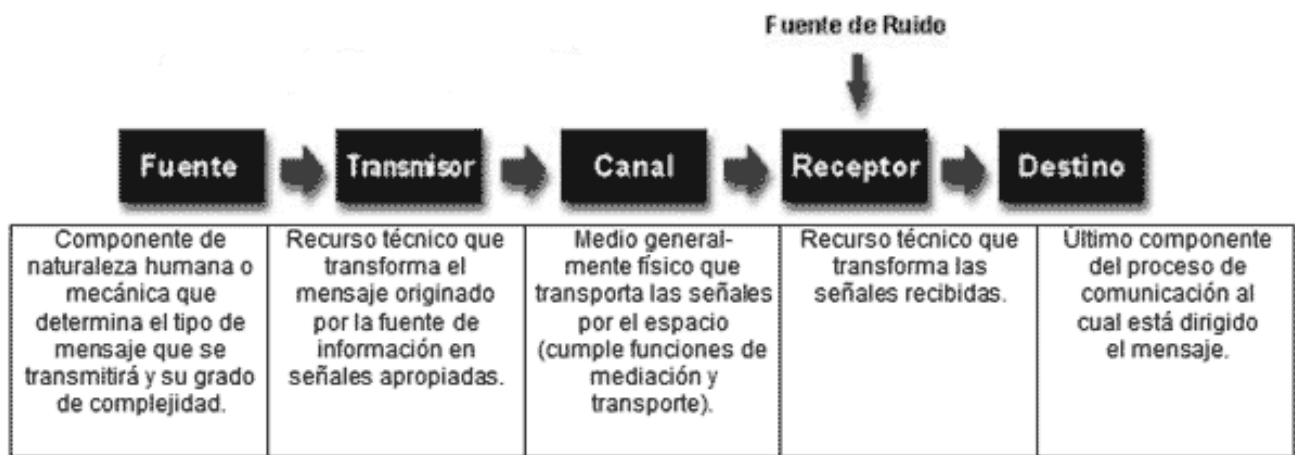 Fuente de Ruido
Fuente
Transmisor
Canal
Receptor
Destino
Componente de
naturaleza humana o
mecánica que
determina el tipo de
mensaje que se
transmitirá y su grado
de complejidad.
Recurso técnico que
transforma el
mensaje originado
por la fuente de
información en
señales apropiadas.
Medio general-
mente físico que
transporta las señales
por el espacio
(cumple funciones de
mediación y
transporte).
Recurso técnico que
transforma las
señales recibidas.
Último componente
del proceso de
comunicación al
cual está dirigido
el mensaje.